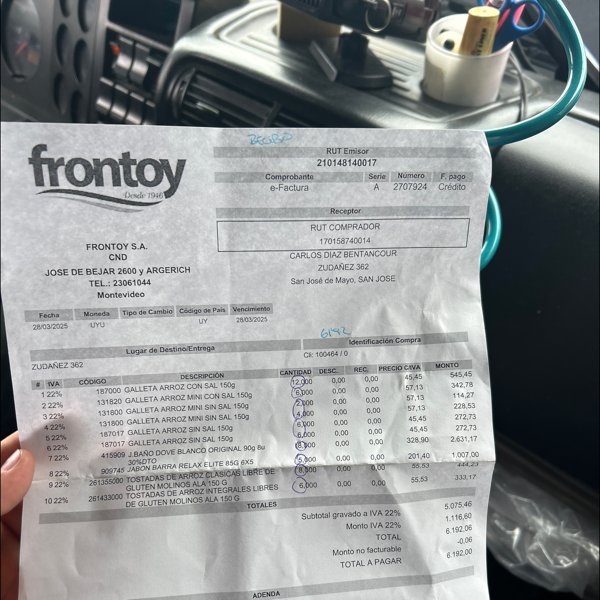 frontoy
Desde 1946
RUT Emisor
210148140017
Comprobante Serie Número F. pago
e-Factura A 2707924 Crédito
Receptor
RUT COMPRADOR
170158740014
CARLOS DIAZ BENTANCOUR
ZUDAÑEZ 362
San José de Mayo, SAN JOSE
FRONTOY S.A.
CND
JOSE DE BEJAR 2600 y ARGERICH
TEL.: 23061044
Montevideo
Fecha Moneda Tipo de Cambio Código de País Vencimiento
28/03/2025 UYU UY 28/03/2025
6192
Lugar de Destino/Entrega Identificación Compra
ZUDAÑEZ 362 Cli: 100464 / 0
# IVA CÓDIGO DESCRIPCIÓN CANTIDAD DESC. REC. PRECIO C/IVA MONTO
1 22% 187000 GALLETA ARROZ CON SAL 150g 12,000 0,00 0,00 45,45 545,45
2 22% 131820 GALLETA ARROZ MINI CON SAL 150g 6,000 0,00 0,00 57,13 342,78
3 22% 131800 GALLETA ARROZ MINI SIN SAL 150g 2,000 0,00 0,00 57,13 114,27
4 22% 131800 GALLETA ARROZ MINI SIN SAL 150g 4,000 0,00 0,00 57,13 228,53
5 22% 187017 GALLETA ARROZ SIN SAL 150g 6,000 0,00 0,00 45,45 272,73
6 22% 187017 GALLETA ARROZ SIN SAL 150g 6,000 0,00 0,00 45,45 272,73
7 22% 415909 J.BAÑO DOVE BLANCO ORIGINAL 90g 8u 8,000 0,00 0,00 328,90 2.631,17
30%DTO
8 22% 909748 JABON BARRA RELAX ELITE 85G 6X5 5,000 0,00 0,00 201,40 1.007,00
9 22% 261355000 TOSTADAS DE ARROZ CLASICAS LIBRE DE 8,000 0,00 0,00 55,53 444,23
GLUTEN MOLINOS ALA 150 G
10 22% 261433000 TOSTADAS DE ARROZ INTEGRALES LIBRES 6,000 0,00 0,00 55,53 333,17
DE GLUTEN MOLINOS ALA 150 G
TOTALES
Subtotal gravado a IVA 22% 5.075,46
Monto IVA 22% 1.116,60
TOTAL 6.192,06
Monto no facturable -0,06
TOTAL A PAGAR 6.192,00
ADENDA